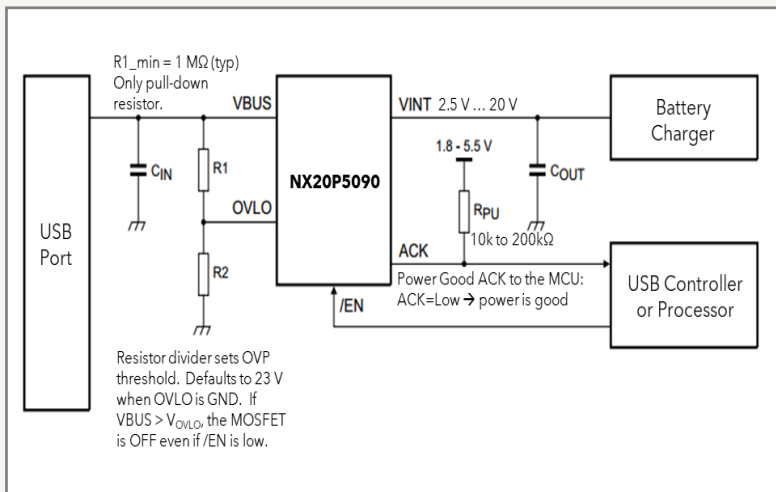 R1_min = 1 MΩ (typ)
Only pull-down
resistor.
VBUS
VINT 2.5 V ... 20 V
Battery
Charger
1.8 - 5.5 V
CIN
R1
NX20P5090
COUT
RPU
10k to 200kΩ
OVLO
USB
Port
R2
ACK
Power Good ACK to the MCU:
ACK=Low → power is good
/EN
USB Controller
or Processor
Resistor divider sets OVP
threshold. Defaults to 23 V
when OVLO is GND. If
VBUS > VOVLO, the MOSFET
is OFF even if /EN is low.